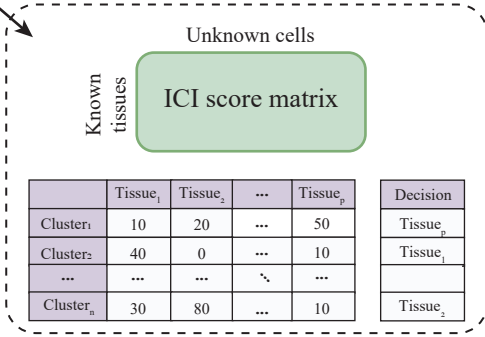 Unknown cells
Known
tissues
ICI score matrix
Tissue₁ Tissue₂ ... Tissueₚ Decision
Cluster₁ 10 20 ... 50 Tissueₚ
Cluster₂ 40 0 ... 10 Tissue₁
... ... ... ⋱ ...
Clusterₙ 30 80 ... 10 Tissue₂